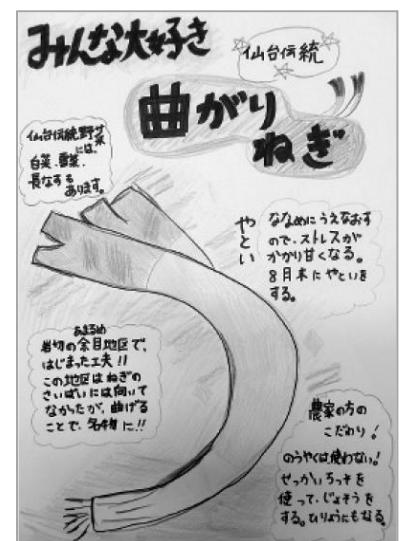 みんな大好き
仙台伝統
曲がり
ねぎ
仙台伝統野菜
には、
白菜、雪菜、
長なすも
あります。
やとい
ななめにうえなおす
ので、ストレスが
かかり甘くなる。
8月末にやといを
する。
あまるめ
岩切の余目地区で、
はじまった工夫!!
この地区はねぎの
さいばいには向いて
なかったが、曲げる
ことで、名物に!!
農家の方の
こだわり!
のうやくは使わない!
せっかいちっそを
使って、じょそうを
する。ひりょうにもなる。